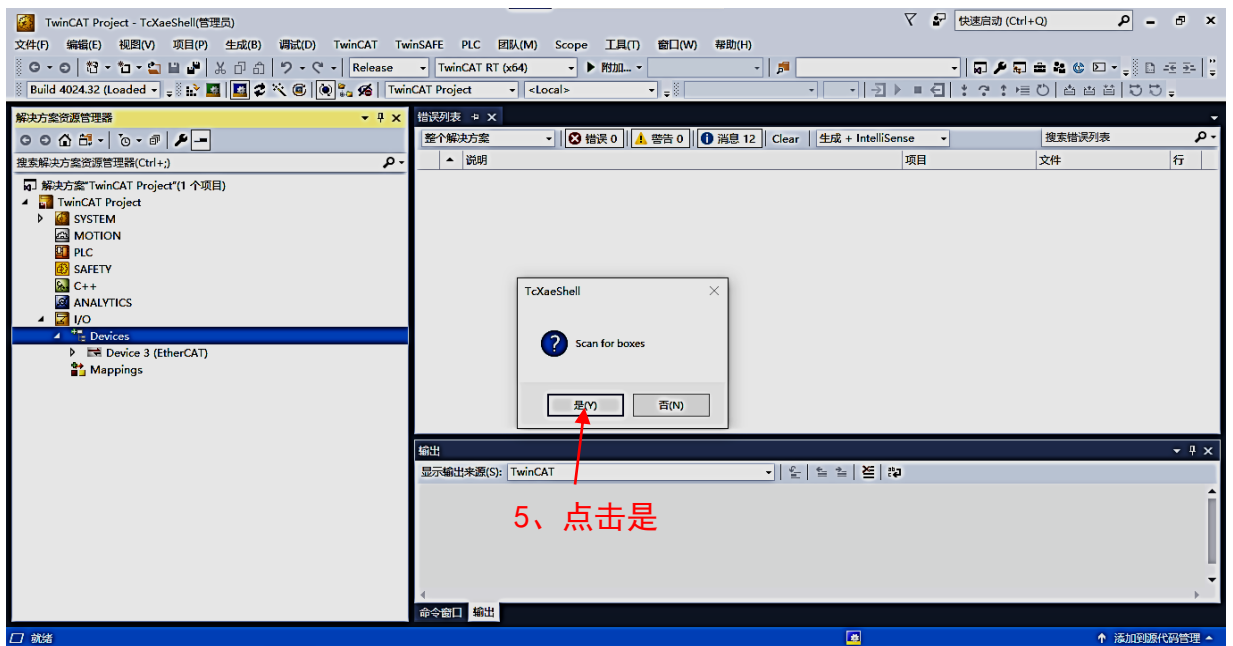 TwinCAT Project - TcXaeShell(管理员)
快速启动 (Ctrl+Q)
文件(F) 编辑(E) 视图(V) 项目(P) 生成(B) 调试(D) TwinCAT TwinSAFE PLC 团队(M) Scope 工具(T) 窗口(W) 帮助(H)
Release TwinCAT RT (x64) 附加...
Build 4024.32 (Loaded TwinCAT Project <Local>
解决方案资源管理器
搜索解决方案资源管理器(Ctrl+;)
解决方案"TwinCAT Project"(1 个项目)
TwinCAT Project
SYSTEM
MOTION
PLC
SAFETY
C++
ANALYTICS
I/O
Devices
Device 3 (EtherCAT)
Mappings
错误列表
整个解决方案 错误 0 警告 0 消息 12 Clear 生成 + IntelliSense 搜索错误列表
说明 项目 文件 行
TcXaeShell
Scan for boxes
是(Y) 否(N)
输出
显示输出来源(S): TwinCAT
5、点击是
命令窗口 输出
就绪 添加到源代码管理